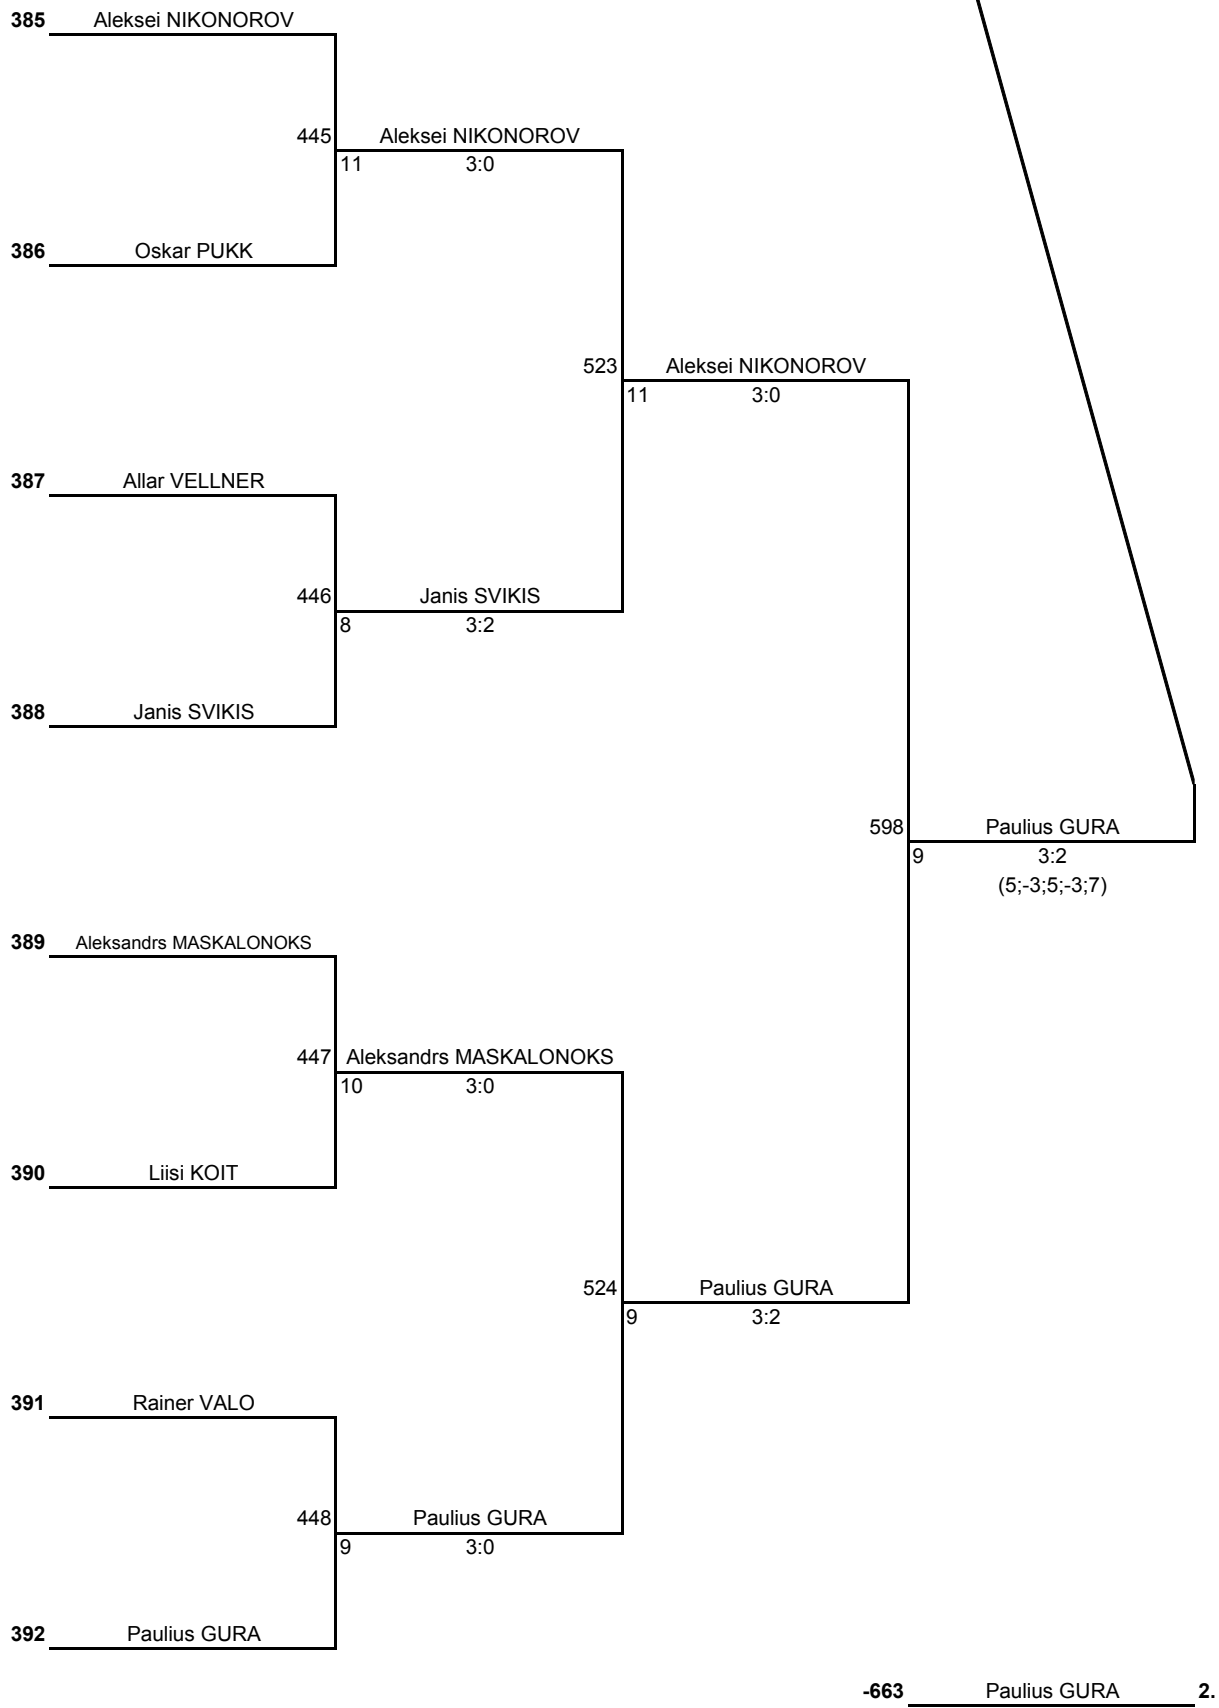 385 Aleksei NIKONOROV
445 Aleksei NIKONOROV
11 3:0
386 Oskar PUKK
523 Aleksei NIKONOROV
11 3:0
387 Allar VELLNER
446 Janis SVIKIS
8 3:2
388 Janis SVIKIS
598 Paulius GURA
9 3:2
(5;-3;5;-3;7)
389 Aleksandrs MASKALONOKS
447 Aleksandrs MASKALONOKS
10 3:0
390 Liisi KOIT
524 Paulius GURA
9 3:2
391 Rainer VALO
448 Paulius GURA
9 3:0
392 Paulius GURA
-663 Paulius GURA 2.